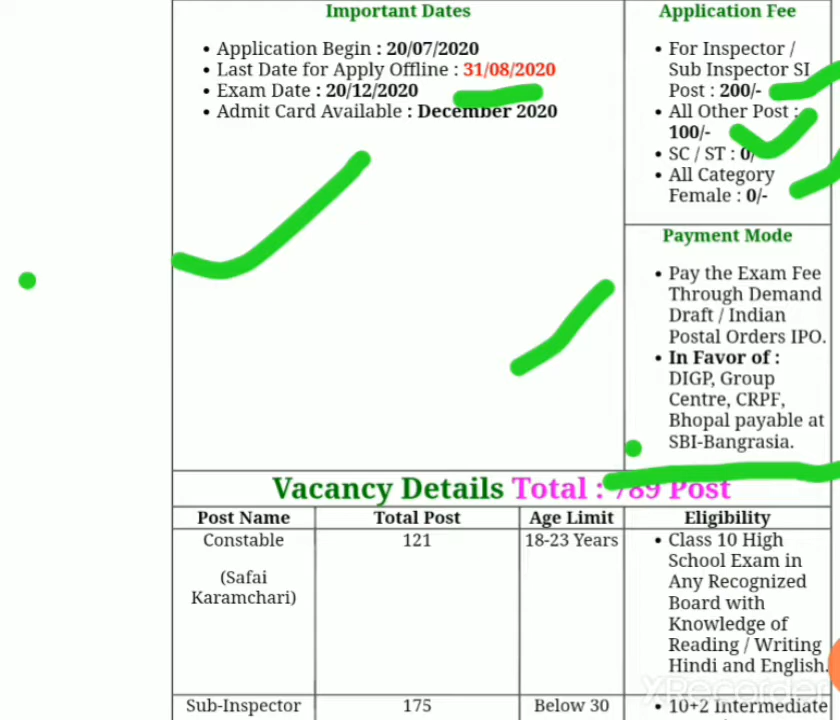 Important Dates
• Application Begin : 20/07/2020
• Last Date for Apply Offline : 31/08/2020
• Exam Date : 20/12/2020
• Admit Card Available : December 2020
Application Fee
• For Inspector /
Sub Inspector SI
Post : 200/-
• All Other Post :
100/-
• SC / ST : 0/
• All Category
Female : 0/-
Payment Mode
• Pay the Exam Fee
Through Demand
Draft / Indian
Postal Orders IPO.
• In Favor of :
DIGP, Group
Centre, CRPF,
Bhopal payable at
SBI-Bangrasia.
Vacancy Details Total : 789 Post
Post Name Total Post Age Limit Eligibility
Constable
(Safai
Karamchari)
121
18-23 Years
• Class 10 High
School Exam in
Any Recognized
Board with
Knowledge of
Reading / Writing
Hindi and English.
XRecorder
Sub-Inspector 175 Below 30 • 10+2 Intermediate